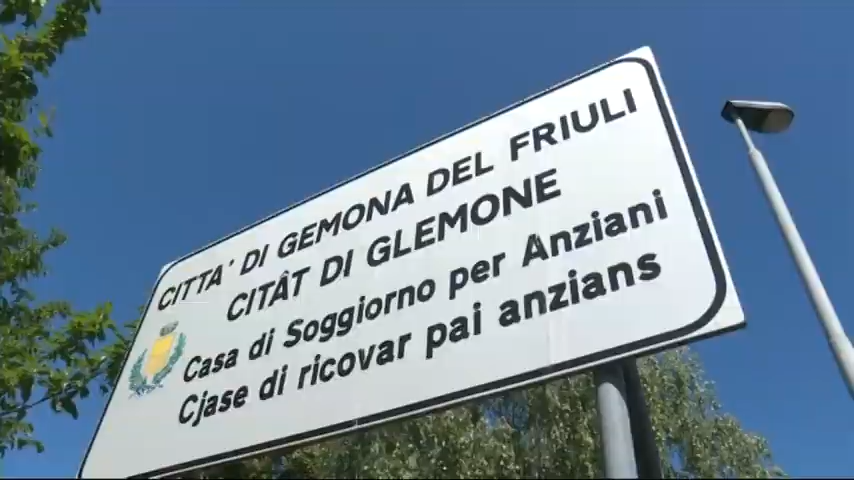 CITTA' DI GEMONA DEL FRIULI
CITÂT DI GLEMONE
Casa di Soggiorno per Anziani
Cjase di ricovar pai anzians